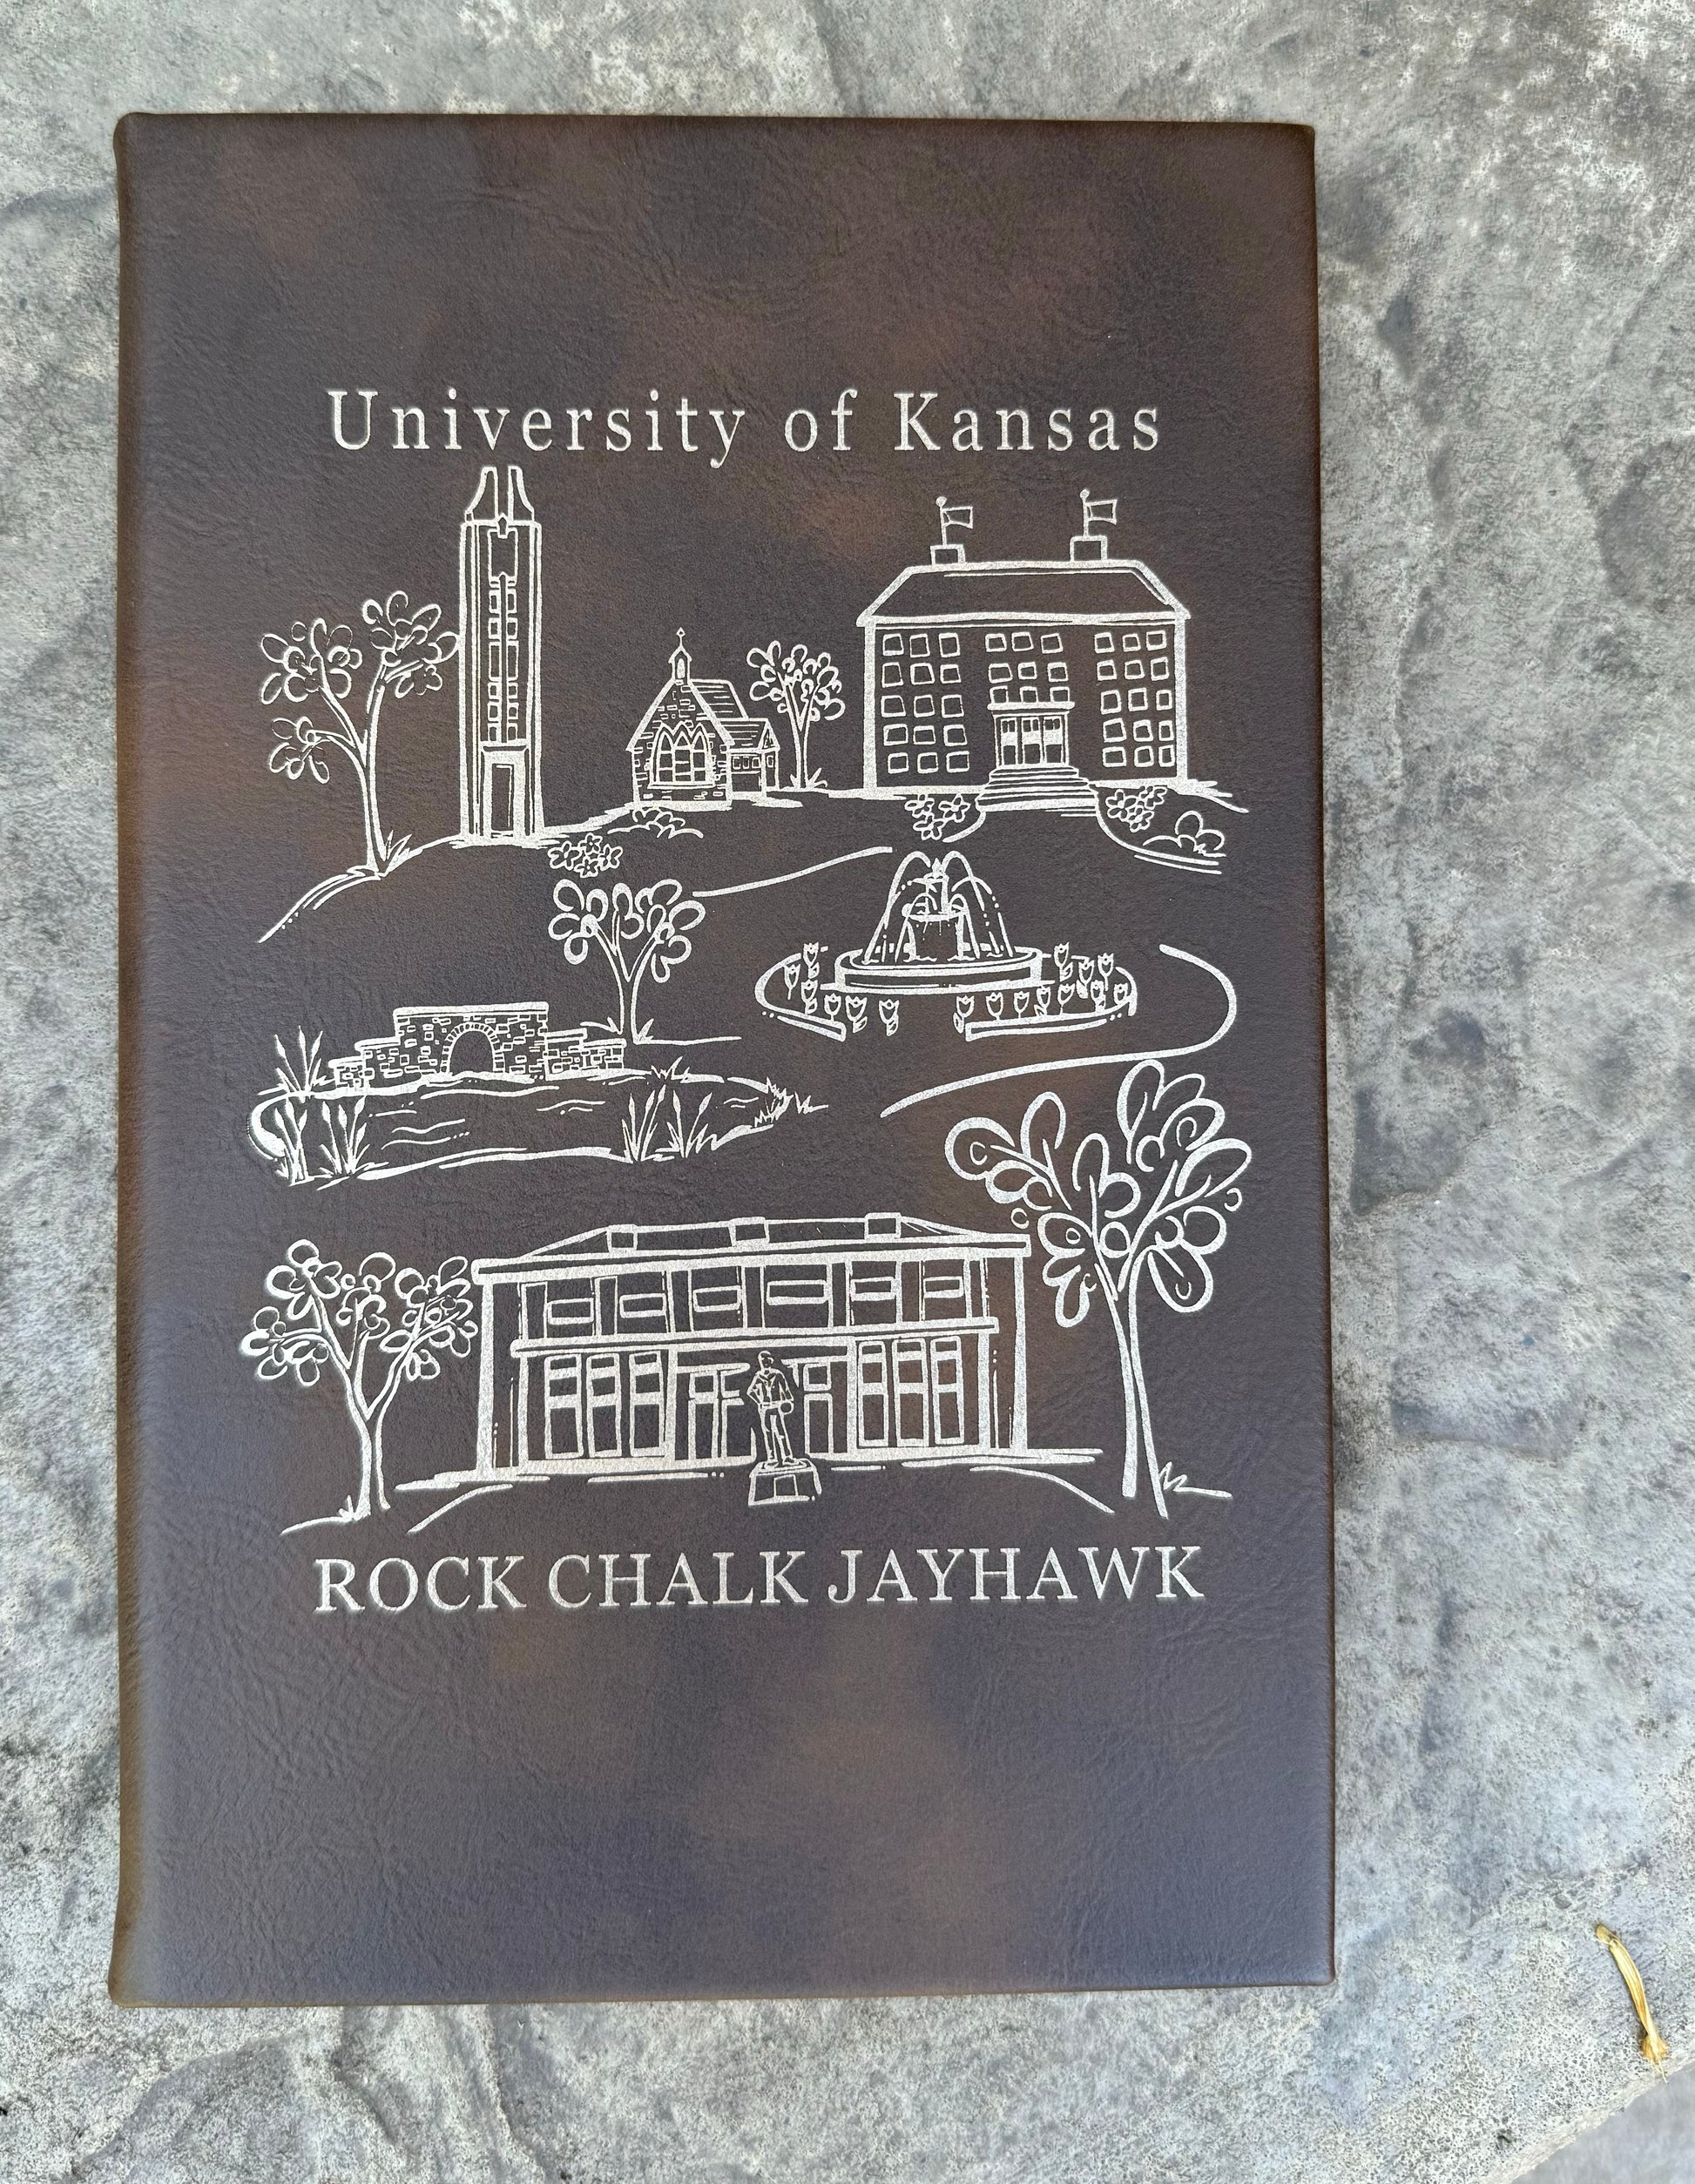 University of Kansas
ROCK CHALK JAYHAWK